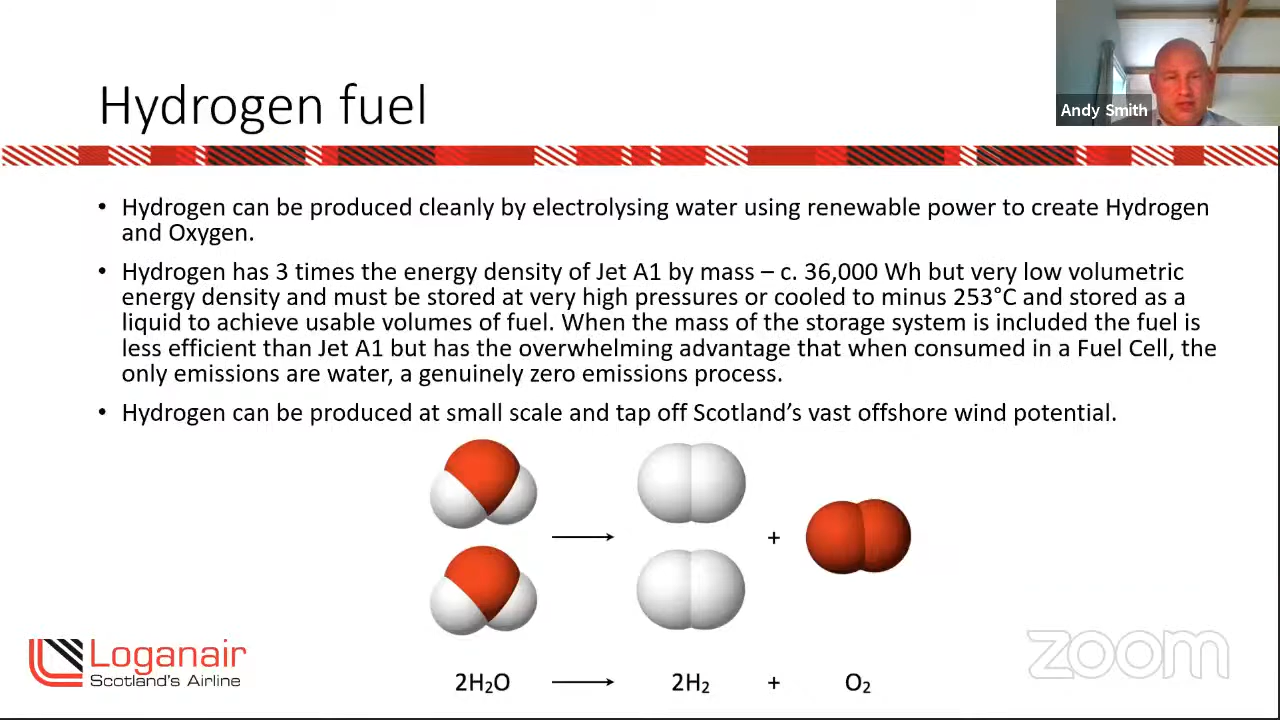 Hydrogen fuel
Andy Smith
• Hydrogen can be produced cleanly by electrolysing water using renewable power to create Hydrogen
and Oxygen.
• Hydrogen has 3 times the energy density of Jet A1 by mass – c. 36,000 Wh but very low volumetric
energy density and must be stored at very high pressures or cooled to minus 253°C and stored as a
liquid to achieve usable volumes of fuel. When the mass of the storage system is included the fuel is
less efficient than Jet A1 but has the overwhelming advantage that when consumed in a Fuel Cell, the
only emissions are water, a genuinely zero emissions process.
• Hydrogen can be produced at small scale and tap off Scotland's vast offshore wind potential.
+
Loganair
Scotland's Airline
zoom
2H₂O ⟶ 2H₂ + O₂